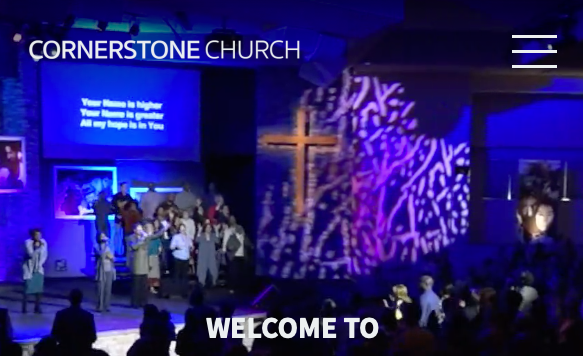 CORNERSTONE CHURCH
Your Name is higher
Your Name is greater
All my hope is in You
WELCOME TO